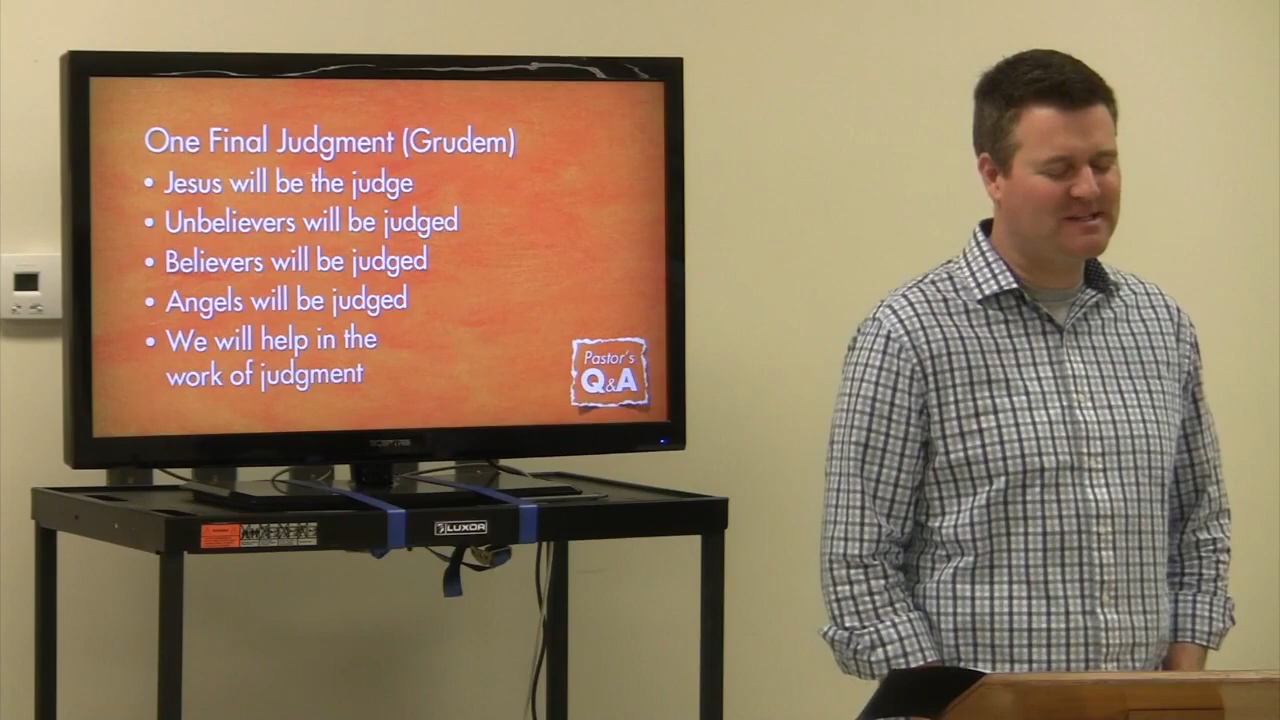 One Final Judgment (Grudem)
• Jesus will be the judge
• Unbelievers will be judged
• Believers will be judged
• Angels will be judged
• We will help in the
work of judgment
Pastor's
Q&A
SCEPTRE
LUXOR